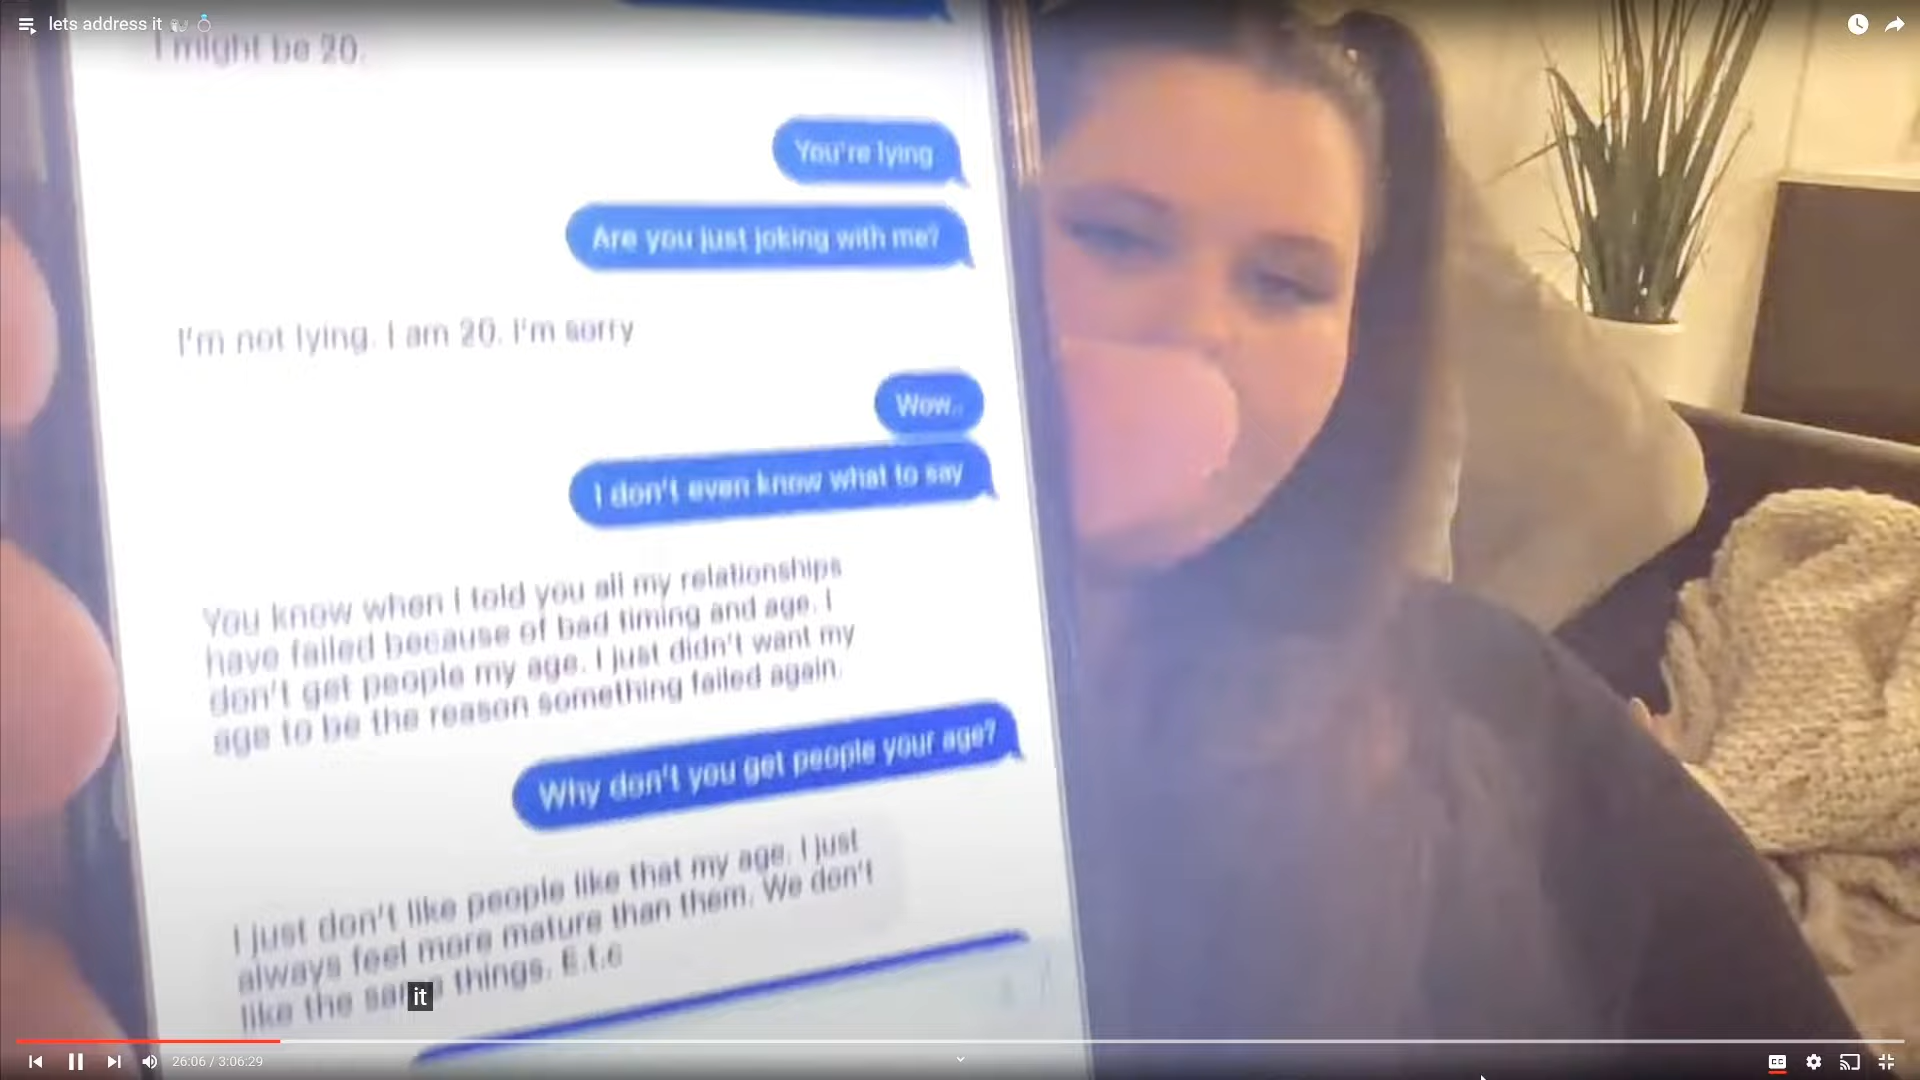 lets address it
I might be 20.
You're lying
Are you just joking with me?
I'm not lying. I am 20. I'm sorry
Wow..
I don't even know what to say
You know when I told you all my relationships
have failed because of bad timing and age. I
don't get people my age. I just didn't want my
age to be the reason something failed again.
Why don't you get people your age?
I just don't like people like that my age. I just
always feel more mature than them. We don't
like the same things. E.t.c
it
26:06 / 3:06:29
CC